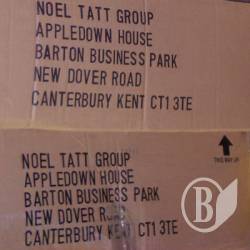 NOEL TATT GROUP
APPLEDOWN HOUSE
BARTON BUSINESS PARK
NEW DOVER ROAD
CANTERBURY KENT CT1 3TE
THIS WAY UP
NOEL TATT GROUP
APPLEDOWN HOUSE
BARTON BUSINESS PARK
NEW DOVER ROAD
CANTERBURY KENT CT1 3TE
B